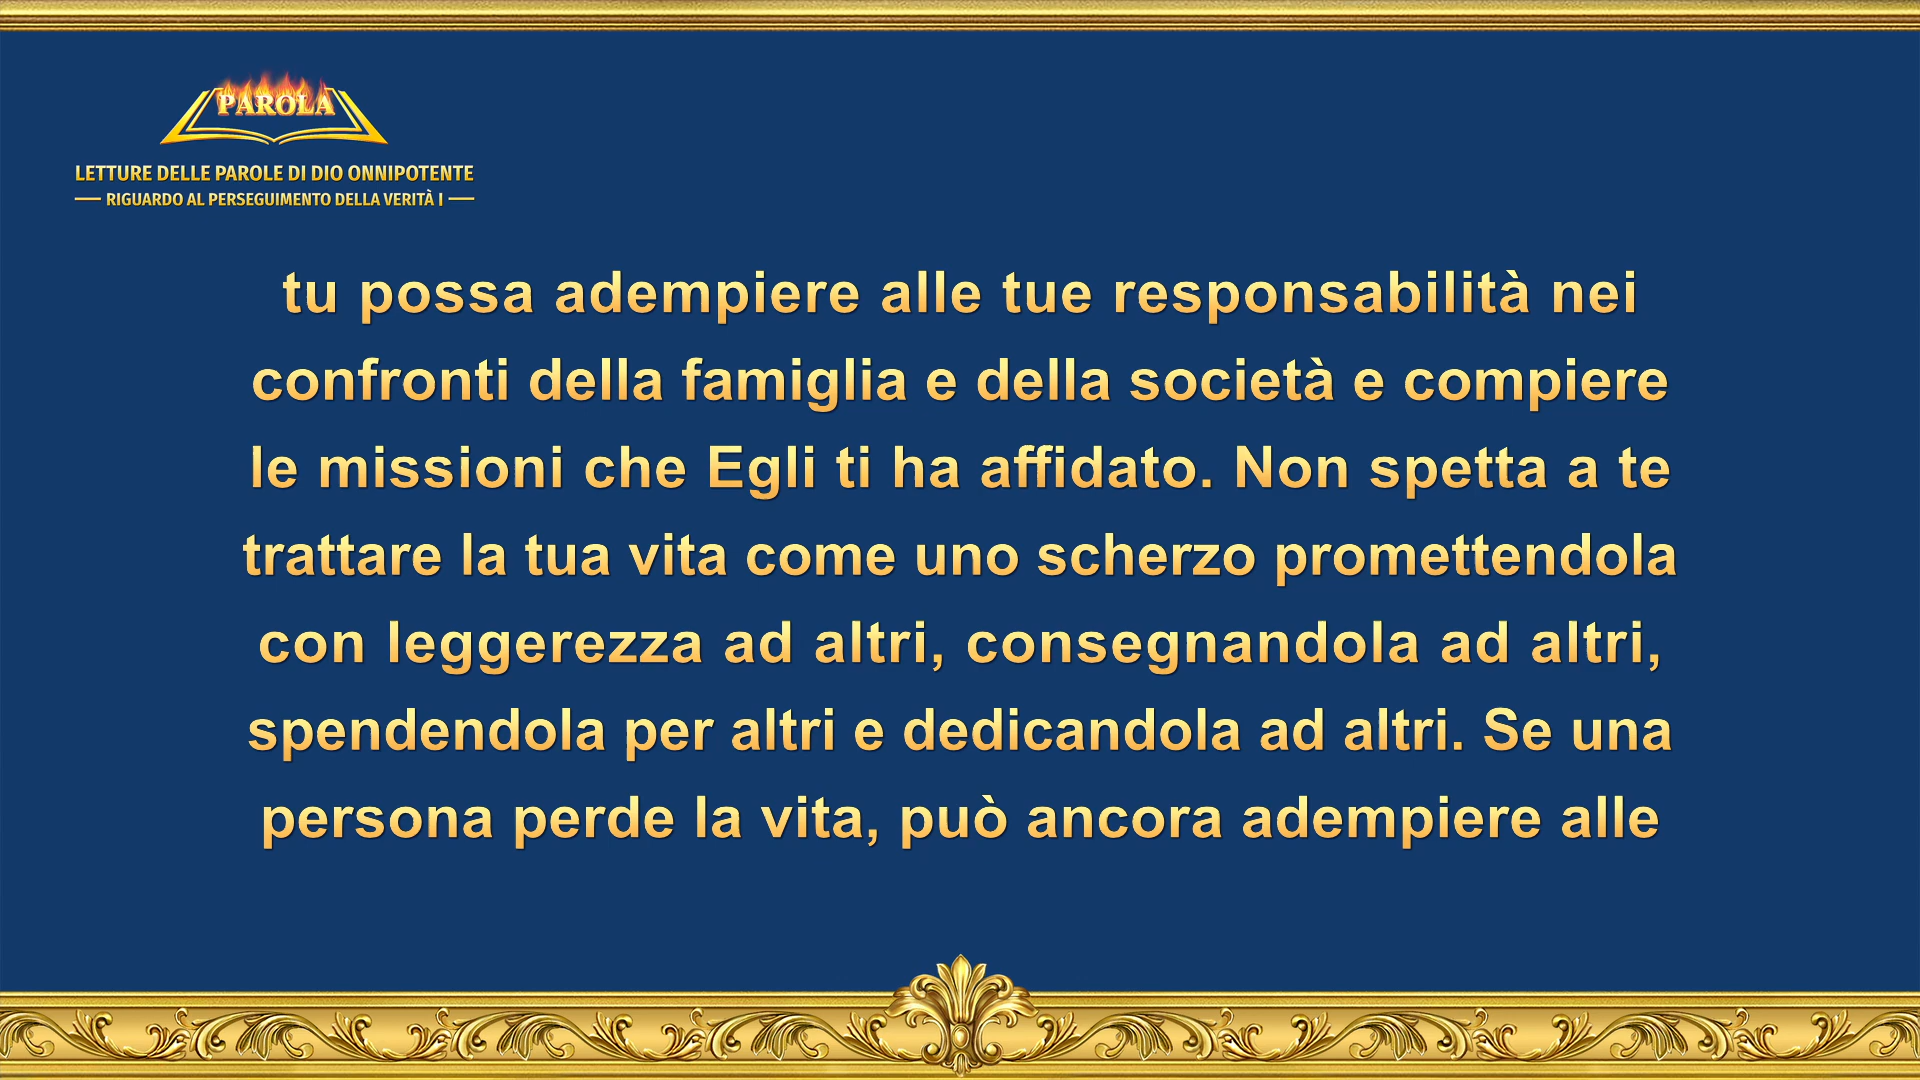 PAROLA
LETTURE DELLE PAROLE DI DIO ONNIPOTENTE
RIGUARDO AL PERSEGUIMENTO DELLA VERITÀ I
tu possa adempiere alle tue responsabilità nei
confronti della famiglia e della società e compiere
le missioni che Egli ti ha affidato. Non spetta a te
trattare la tua vita come uno scherzo promettendola
con leggerezza ad altri, consegnandola ad altri,
spendendola per altri e dedicandola ad altri. Se una
persona perde la vita, può ancora adempiere alle